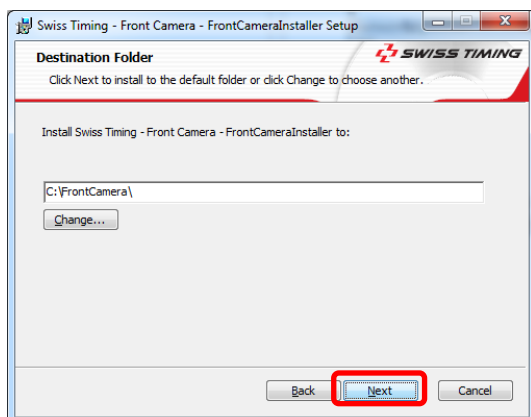 Swiss Timing - Front Camera - FrontCameraInstaller Setup
SWISS TIMING
Destination Folder
Click Next to install to the default folder or click Change to choose another.
Install Swiss Timing - Front Camera - FrontCameraInstaller to:
C:\FrontCamera\
Change...
Back Next Cancel